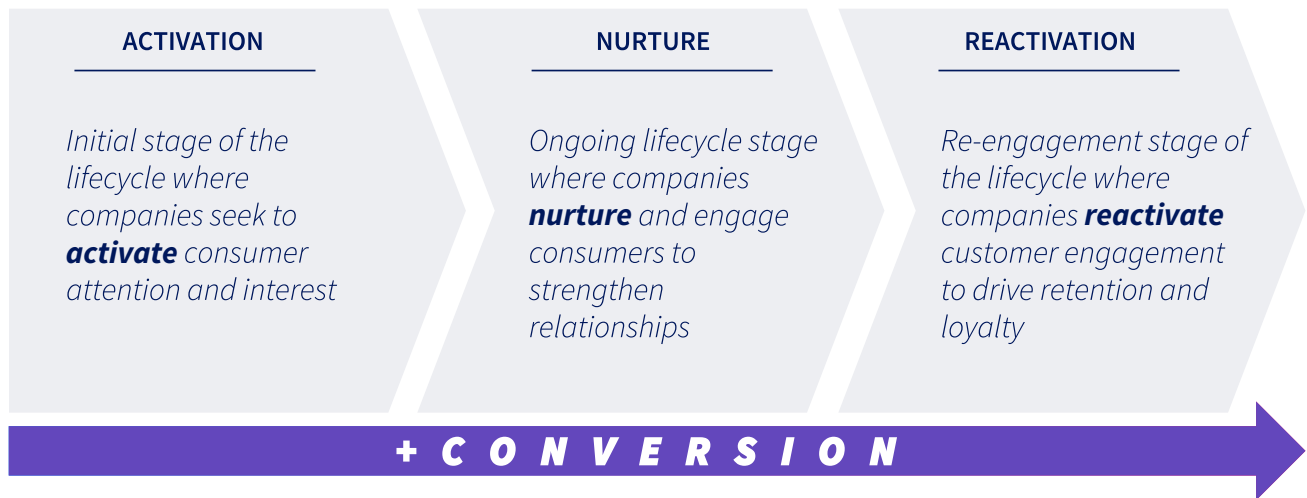 ACTIVATION
Initial stage of the
lifecycle where
companies seek to
activate consumer
attention and interest
NURTURE
Ongoing lifecycle stage
where companies
nurture and engage
consumers to
strengthen
relationships
REACTIVATION
Re-engagement stage of
the lifecycle where
companies reactivate
customer engagement
to drive retention and
loyalty
+ CONVERSION